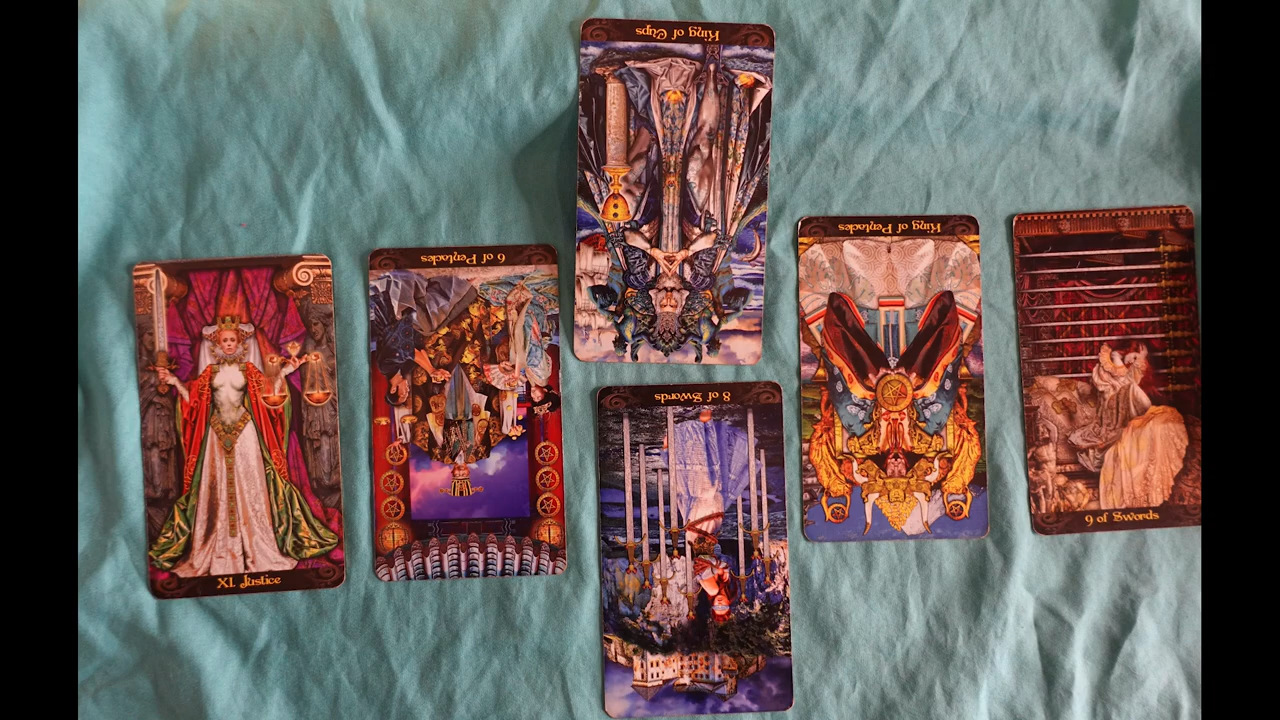 King of Cups
King of Pentacles
6 of Pentacles
8 of Swords
9 of Swords
XI. Justice